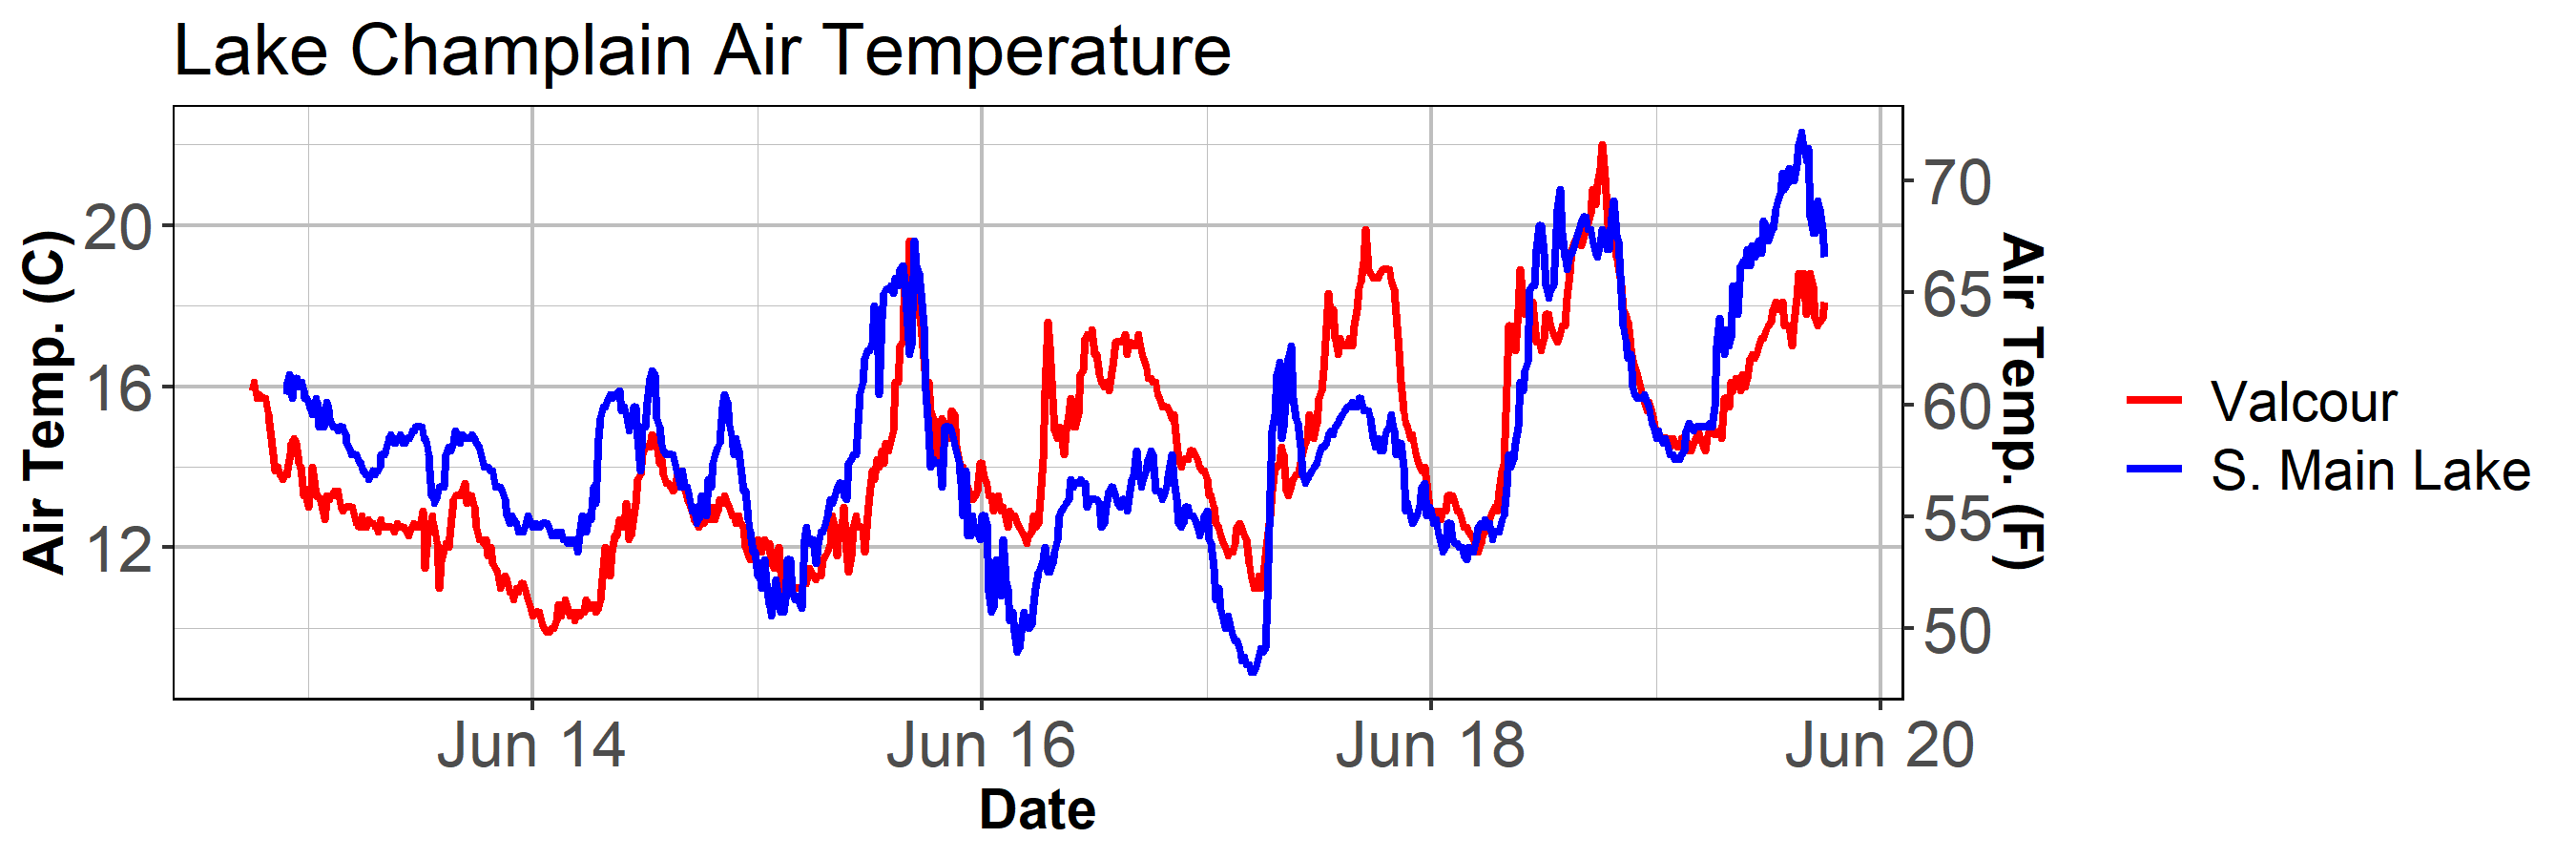 Lake Champlain Air Temperature
Air Temp. (C)
20
16
12
70
65
60
55
50
Air Temp. (F)
Jun 14
Jun 16
Jun 18
Jun 20
Date
Valcour
S. Main Lake